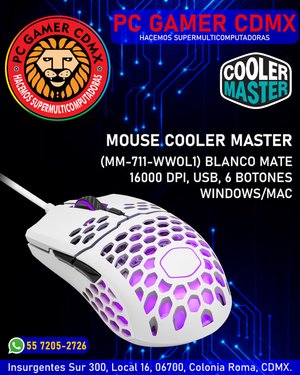 PC GAMER CDMX
HACEMOS SUPERMULTICOMPUTADORAS
PC GAMER CDMX
HACEMOS SUPERMULTICOMPUTADORAS
COOLER
MASTER
MOUSE COOLER MASTER
(MM-711-WWOL1) BLANCO MATE
16000 DPI, USB, 6 BOTONES
WINDOWS/MAC
55 7205-2726
Insurgentes Sur 300, Local 16, 06700, Colonia Roma, CDMX.